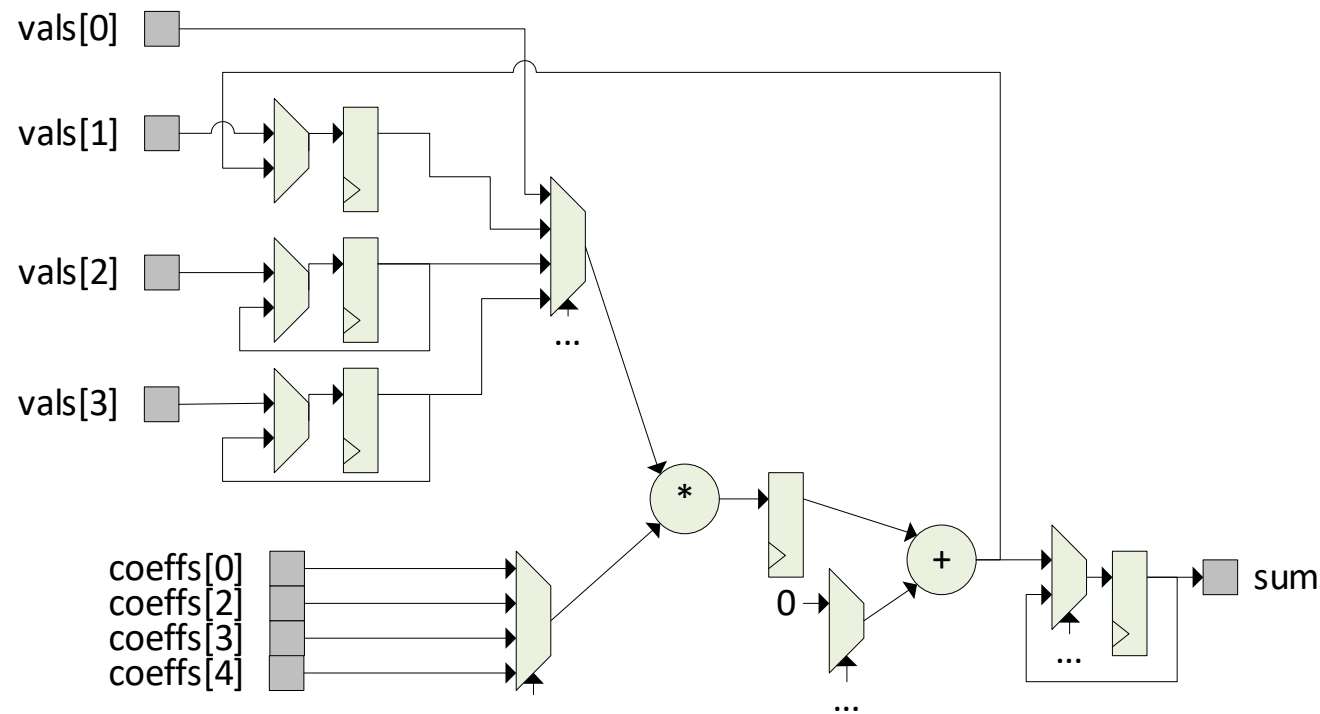 vals[0]
vals[1]
vals[2]
...
vals[3]
*
coeffs[0]
+
coeffs[2]
sum
0
coeffs[3]
...
coeffs[4]
...